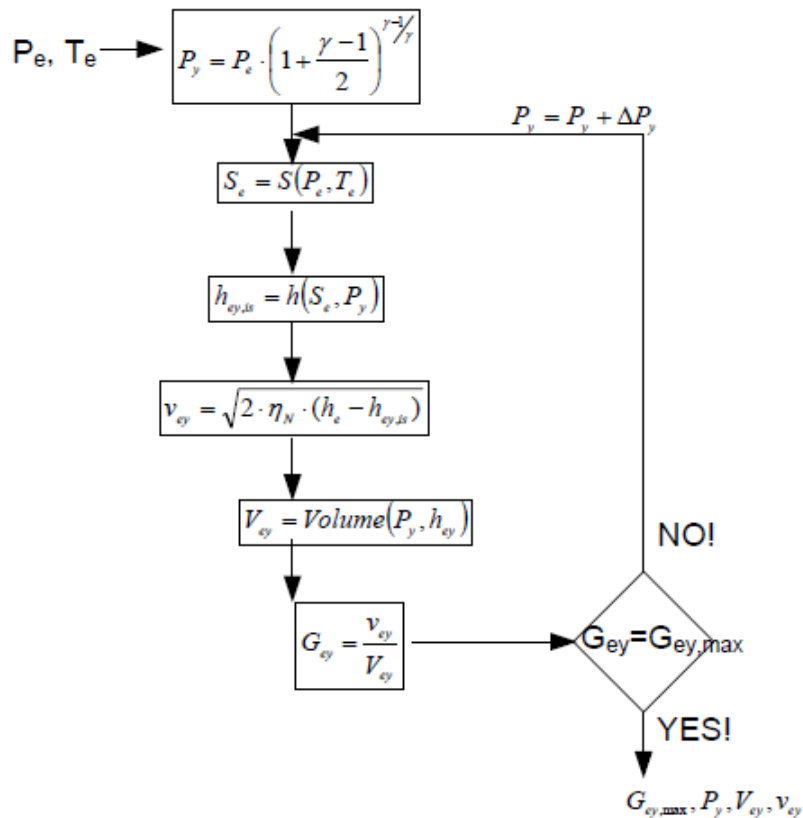 Pe, Te
P_y = P_e · (1 + (γ − 1)/2)^(γ−1/γ)
P_y = P_y + ΔP_y
S_e = S(P_e, T_e)
h_ey,is = h(S_e, P_y)
v_ey = √(2 · η_N · (h_e − h_ey,is))
V_ey = Volume(P_y, h_ey)
NO!
G_ey = v_ey / V_ey
Gey=Gey,max
YES!
G_ey,max, P_y, V_ey, v_ey